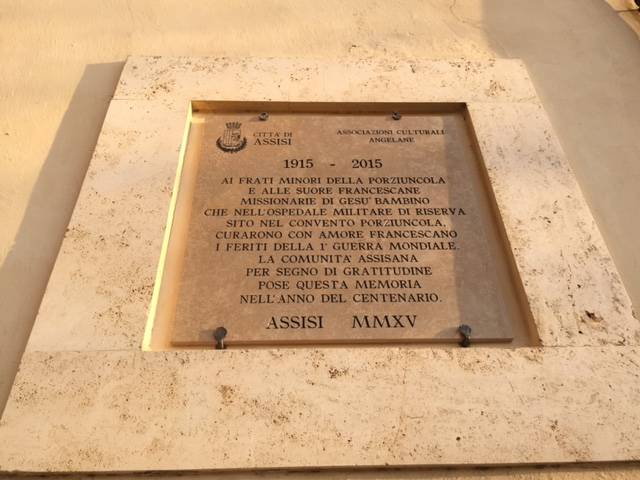 CITTA' DI
ASSISI
ASSOCIAZIONI CULTURALI
ANGELANE
1915 - 2015
AI FRATI MINORI DELLA PORZIUNCOLA
E ALLE SUORE FRANCESCANE
MISSIONARIE DI GESU' BAMBINO
CHE NELL'OSPEDALE MILITARE DI RISERVA
SITO NEL CONVENTO PORZIUNCOLA,
CURARONO CON AMORE FRANCESCANO
I FERITI DELLA 1ª GUERRA MONDIALE.
LA COMUNITA' ASSISANA
PER SEGNO DI GRATITUDINE
POSE QUESTA MEMORIA
NELL'ANNO DEL CENTENARIO.
ASSISI MMXV